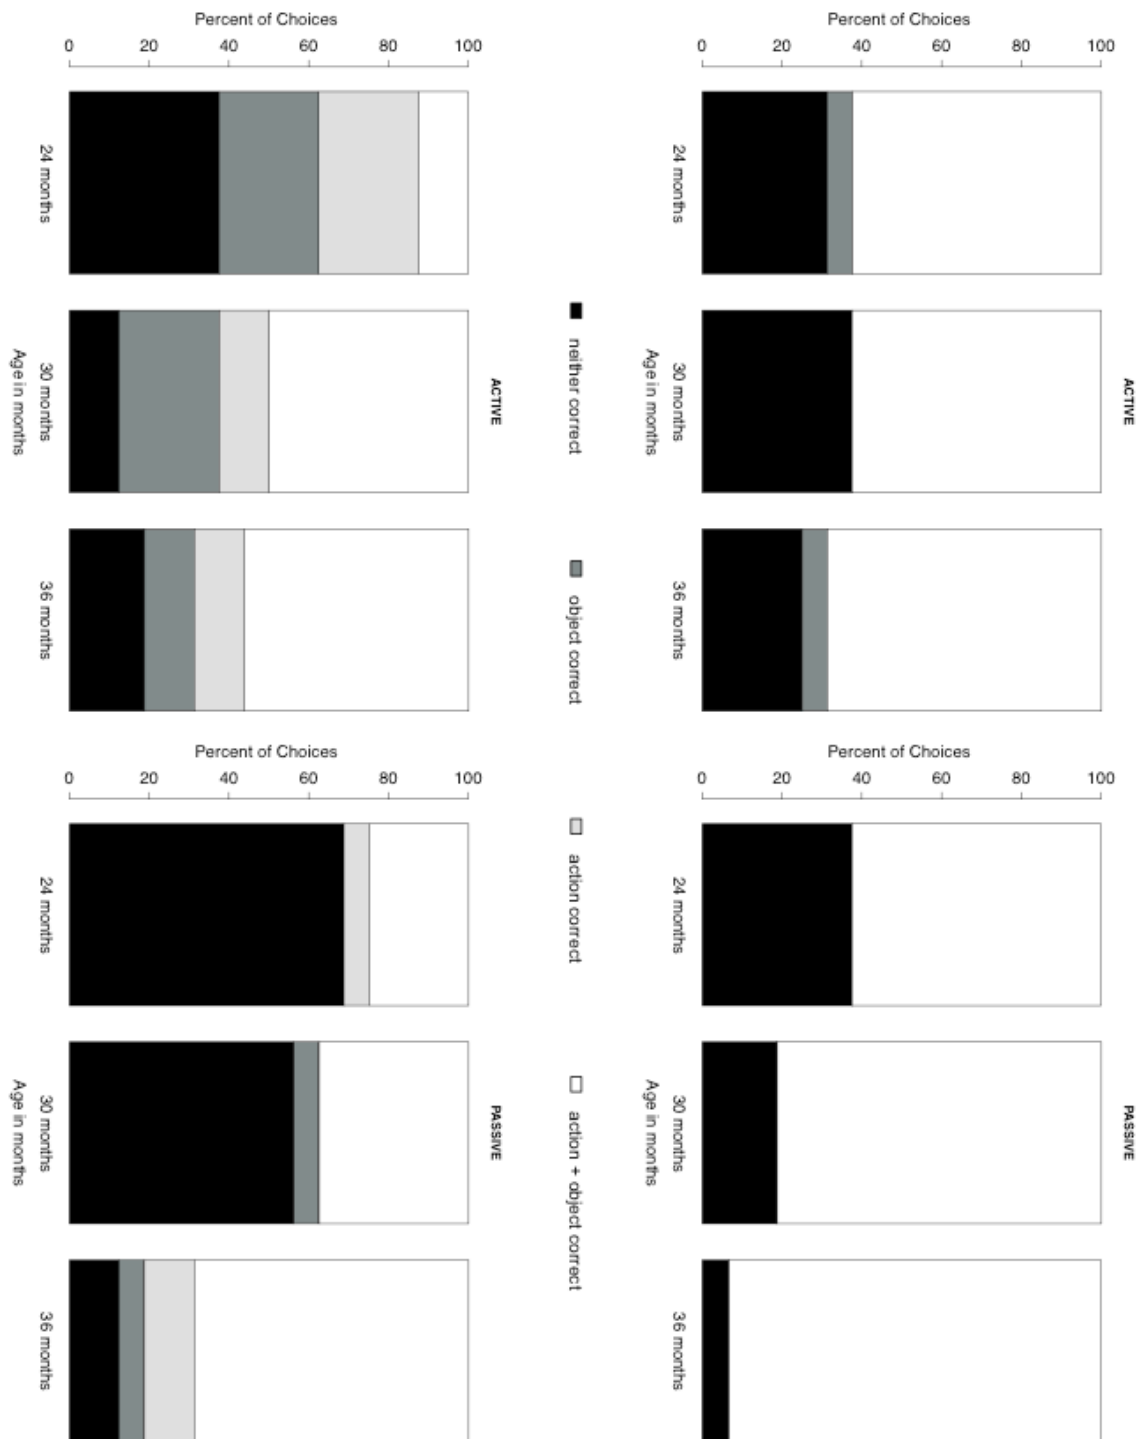 ACTIVE
Percent of Choices
0 20 40 60 80 100
24 months 30 months 36 months
Age in months
PASSIVE
Percent of Choices
0 20 40 60 80 100
24 months 30 months 36 months
Age in months
neither correct object correct action correct action + object correct
ACTIVE
Percent of Choices
0 20 40 60 80 100
24 months 30 months 36 months
Age in months
PASSIVE
Percent of Choices
0 20 40 60 80 100
24 months 30 months 36 months
Age in months